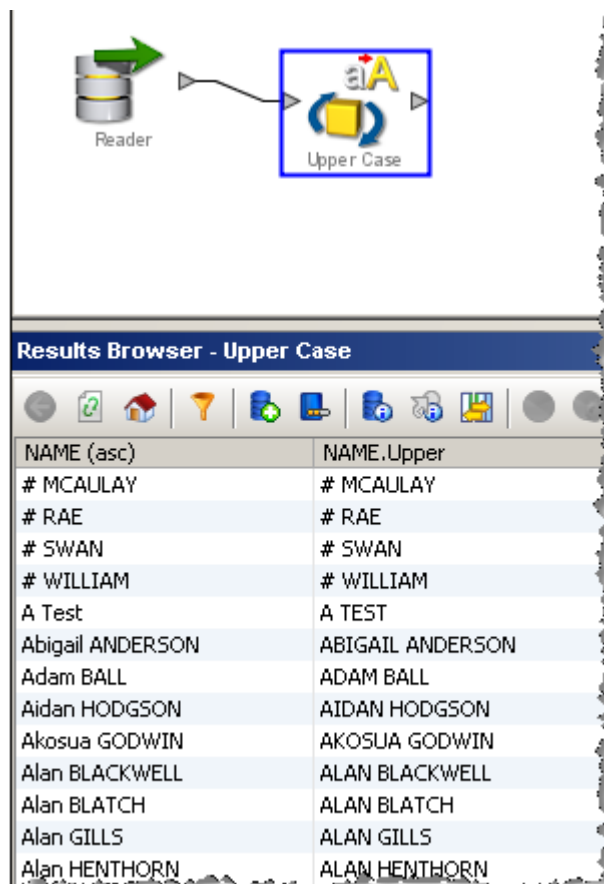 Reader
Upper Case
Results Browser - Upper Case
NAME (asc) NAME.Upper
# MCAULAY # MCAULAY
# RAE # RAE
# SWAN # SWAN
# WILLIAM # WILLIAM
A Test A TEST
Abigail ANDERSON ABIGAIL ANDERSON
Adam BALL ADAM BALL
Aidan HODGSON AIDAN HODGSON
Akosua GODWIN AKOSUA GODWIN
Alan BLACKWELL ALAN BLACKWELL
Alan BLATCH ALAN BLATCH
Alan GILLS ALAN GILLS
Alan HENTHORN ALAN HENTHORN